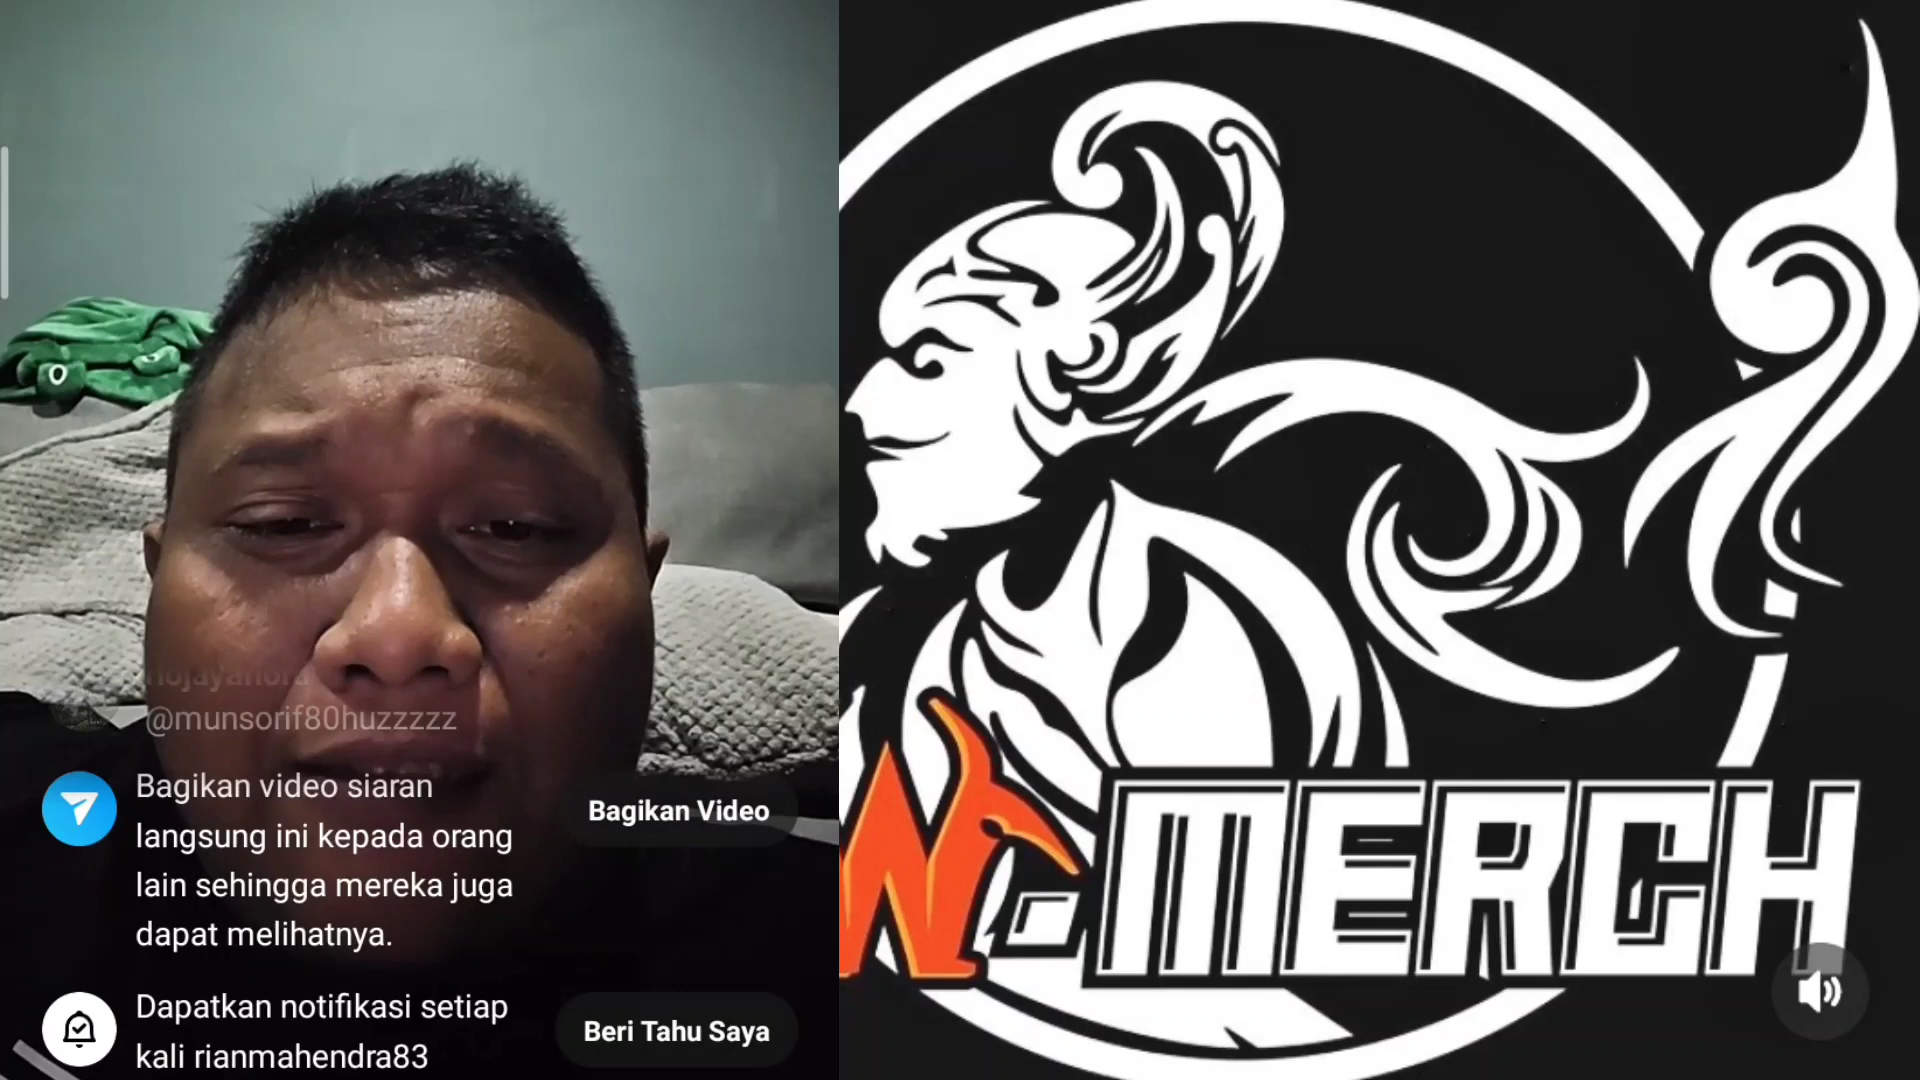 @munsorif80huzzzzz
Bagikan video siaran
langsung ini kepada orang
lain sehingga mereka juga
dapat melihatnya.
Bagikan Video
Dapatkan notifikasi setiap
kali rianmahendra83
Beri Tahu Saya
W-MERCH